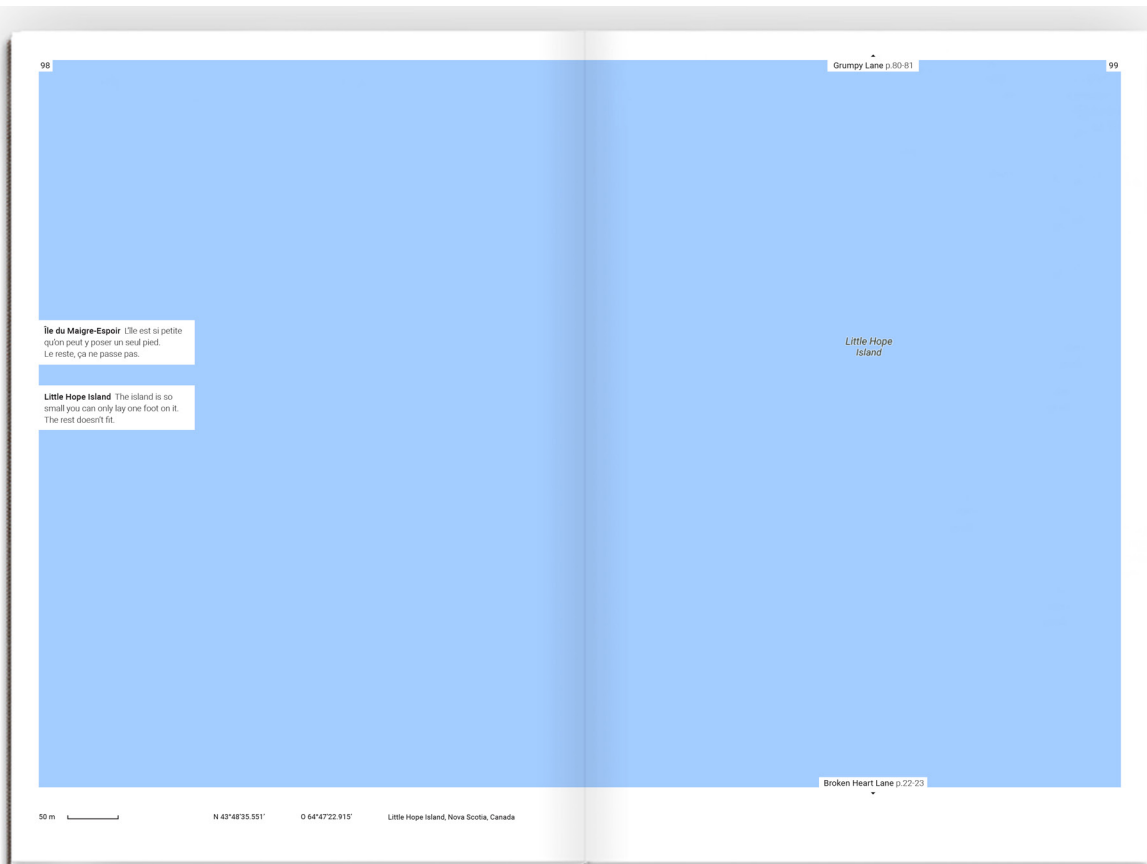 98
Grumpy Lane p.80-81
99
Île du Maigre-Espoir L'île est si petite
qu'on peut y poser un seul pied.
Le reste, ça ne passe pas.
Little Hope
Island
Little Hope Island The island is so
small you can only lay one foot on it.
The rest doesn't fit.
Broken Heart Lane p.22-23
50 m
N 43°48'35.551'
O 64°47'22.915'
Little Hope Island, Nova Scotia, Canada